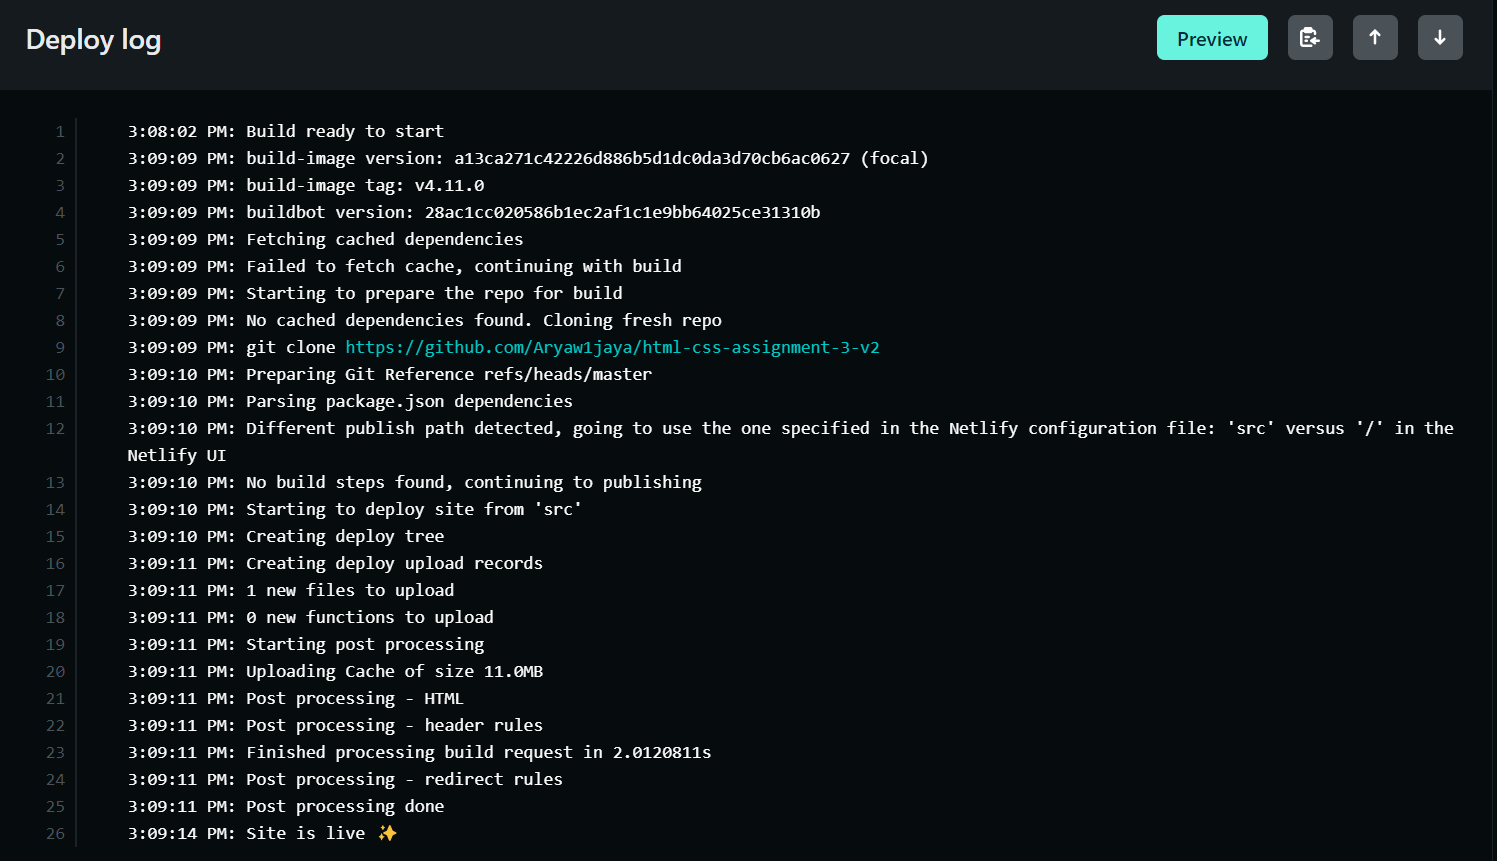 Deploy log
Preview
1 3:08:02 PM: Build ready to start
2 3:09:09 PM: build-image version: a13ca271c42226d886b5d1dc0da3d70cb6ac0627 (focal)
3 3:09:09 PM: build-image tag: v4.11.0
4 3:09:09 PM: buildbot version: 28ac1cc020586b1ec2af1c1e9bb64025ce31310b
5 3:09:09 PM: Fetching cached dependencies
6 3:09:09 PM: Failed to fetch cache, continuing with build
7 3:09:09 PM: Starting to prepare the repo for build
8 3:09:09 PM: No cached dependencies found. Cloning fresh repo
9 3:09:09 PM: git clone https://github.com/Aryaw1jaya/html-css-assignment-3-v2
10 3:09:10 PM: Preparing Git Reference refs/heads/master
11 3:09:10 PM: Parsing package.json dependencies
12 3:09:10 PM: Different publish path detected, going to use the one specified in the Netlify configuration file: 'src' versus '/' in the
Netlify UI
13 3:09:10 PM: No build steps found, continuing to publishing
14 3:09:10 PM: Starting to deploy site from 'src'
15 3:09:10 PM: Creating deploy tree
16 3:09:11 PM: Creating deploy upload records
17 3:09:11 PM: 1 new files to upload
18 3:09:11 PM: 0 new functions to upload
19 3:09:11 PM: Starting post processing
20 3:09:11 PM: Uploading Cache of size 11.0MB
21 3:09:11 PM: Post processing - HTML
22 3:09:11 PM: Post processing - header rules
23 3:09:11 PM: Finished processing build request in 2.0120811s
24 3:09:11 PM: Post processing - redirect rules
25 3:09:11 PM: Post processing done
26 3:09:14 PM: Site is live ✨